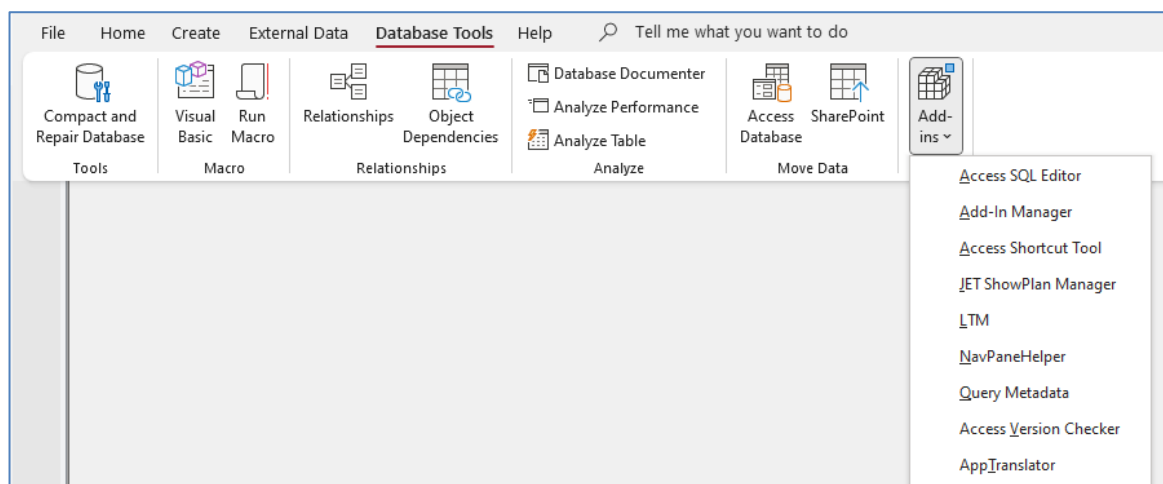 File Home Create External Data Database Tools Help Tell me what you want to do
Compact and
Repair Database
Tools
Visual
Basic
Run
Macro
Macro
Relationships
Object
Dependencies
Relationships
Database Documenter
Analyze Performance
Analyze Table
Analyze
Access
Database
SharePoint
Move Data
Add-
ins
Access SQL Editor
Add-In Manager
Access Shortcut Tool
JET ShowPlan Manager
LTM
NavPaneHelper
Query Metadata
Access Version Checker
AppTranslator